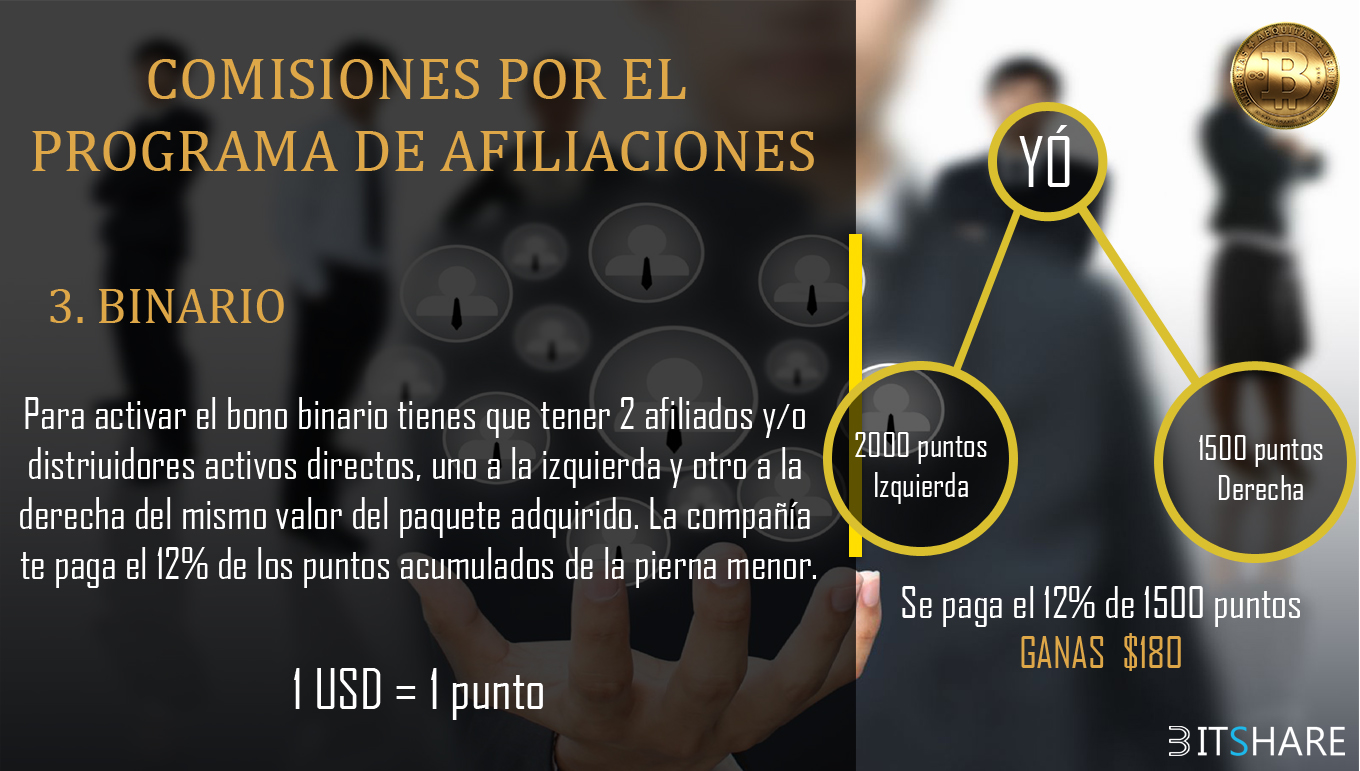 COMISIONES POR EL
PROGRAMA DE AFILIACIONES
3. BINARIO
Para activar el bono binario tienes que tener 2 afiliados y/o
distriuidores activos directos, uno a la izquierda y otro a la
derecha del mismo valor del paquete adquirido. La compañía
te paga el 12% de los puntos acumulados de la pierna menor.
1 USD = 1 punto
YÓ
2000 puntos
Izquierda
1500 puntos
Derecha
Se paga el 12% de 1500 puntos
GANAS $180
BITSHARE
AEQUITAS
VERITAS
LIBERTAS